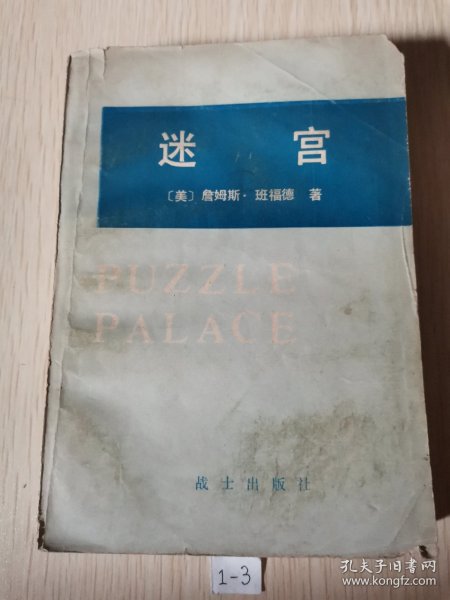 迷 宫
〔美〕詹姆斯·班福德 著
PUZZLE
PALACE
战士出版社
1-3
孔夫子旧书网
www.kongfz.com